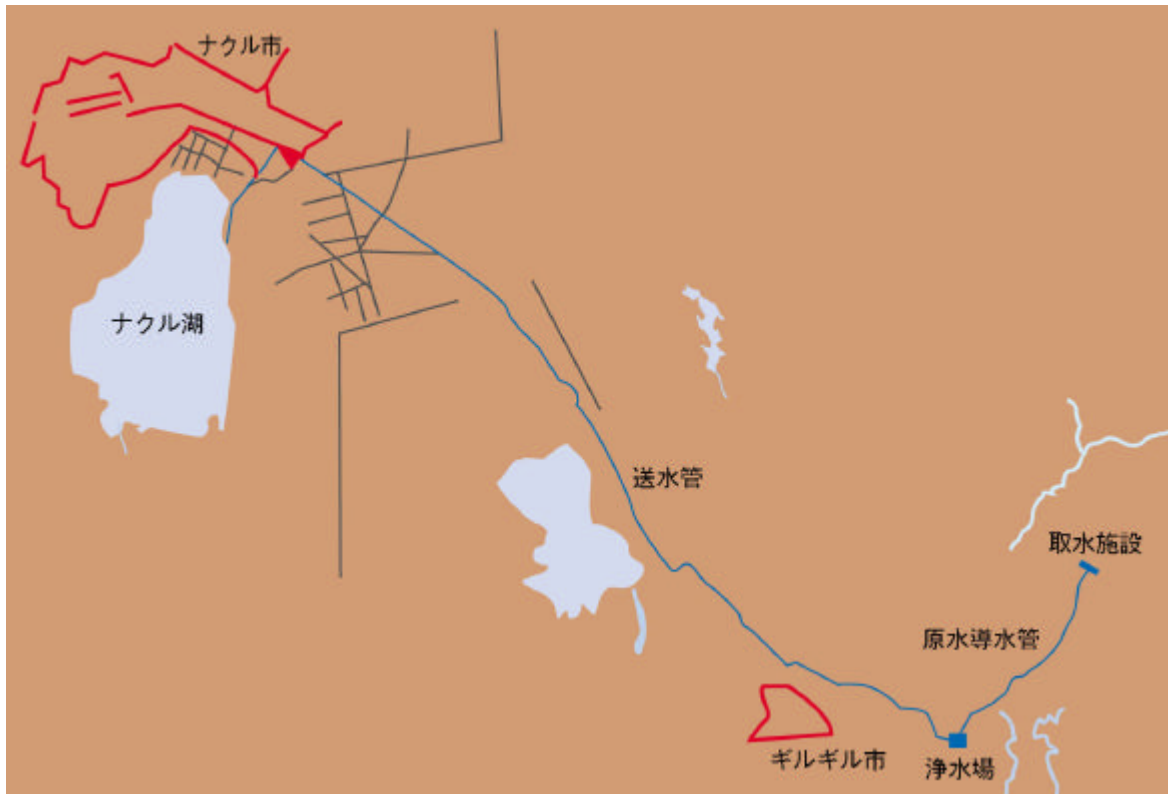 ナクル市
ナクル湖
送水管
取水施設
原水導水管
ギルギル市
浄水場